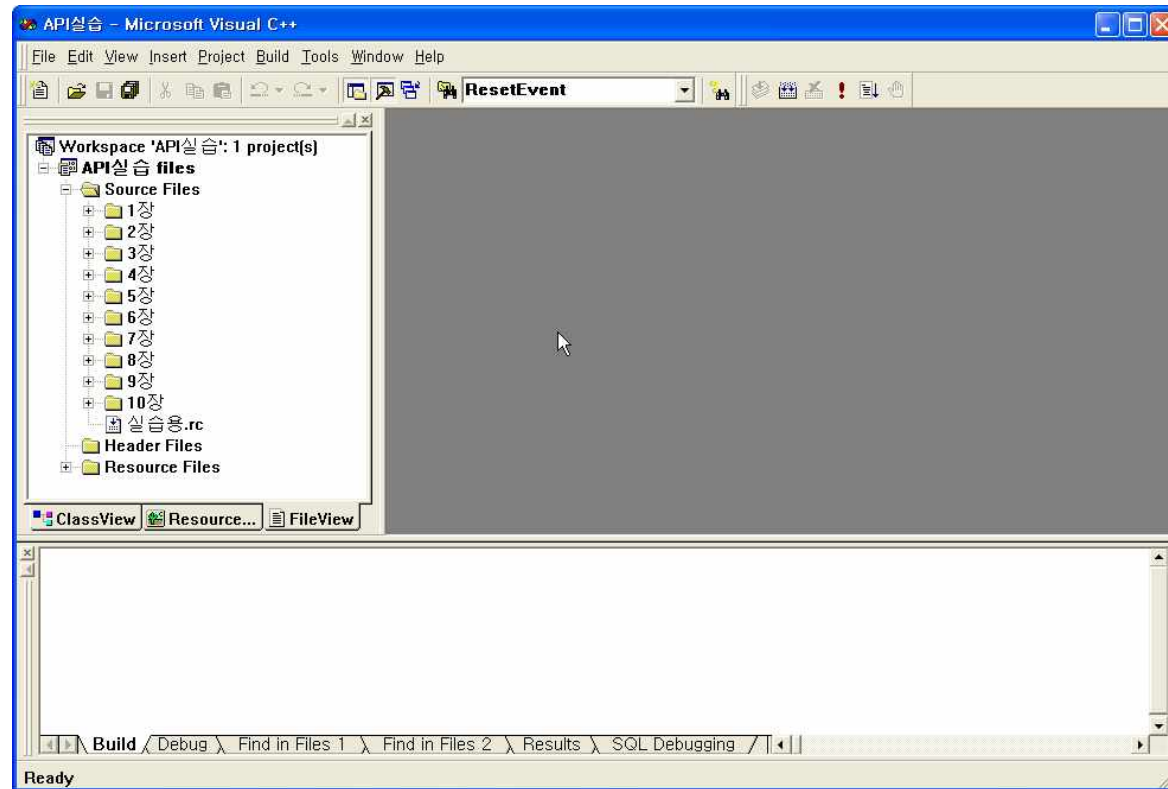 API실습 - Microsoft Visual C++
File Edit View Insert Project Build Tools Window Help
ResetEvent
Workspace 'API실습': 1 project(s)
API실습 files
Source Files
1장
2장
3장
4장
5장
6장
7장
8장
9장
10장
실습용.rc
Header Files
Resource Files
ClassView Resource... FileView
Build Debug Find in Files 1 Find in Files 2 Results SQL Debugging
Ready